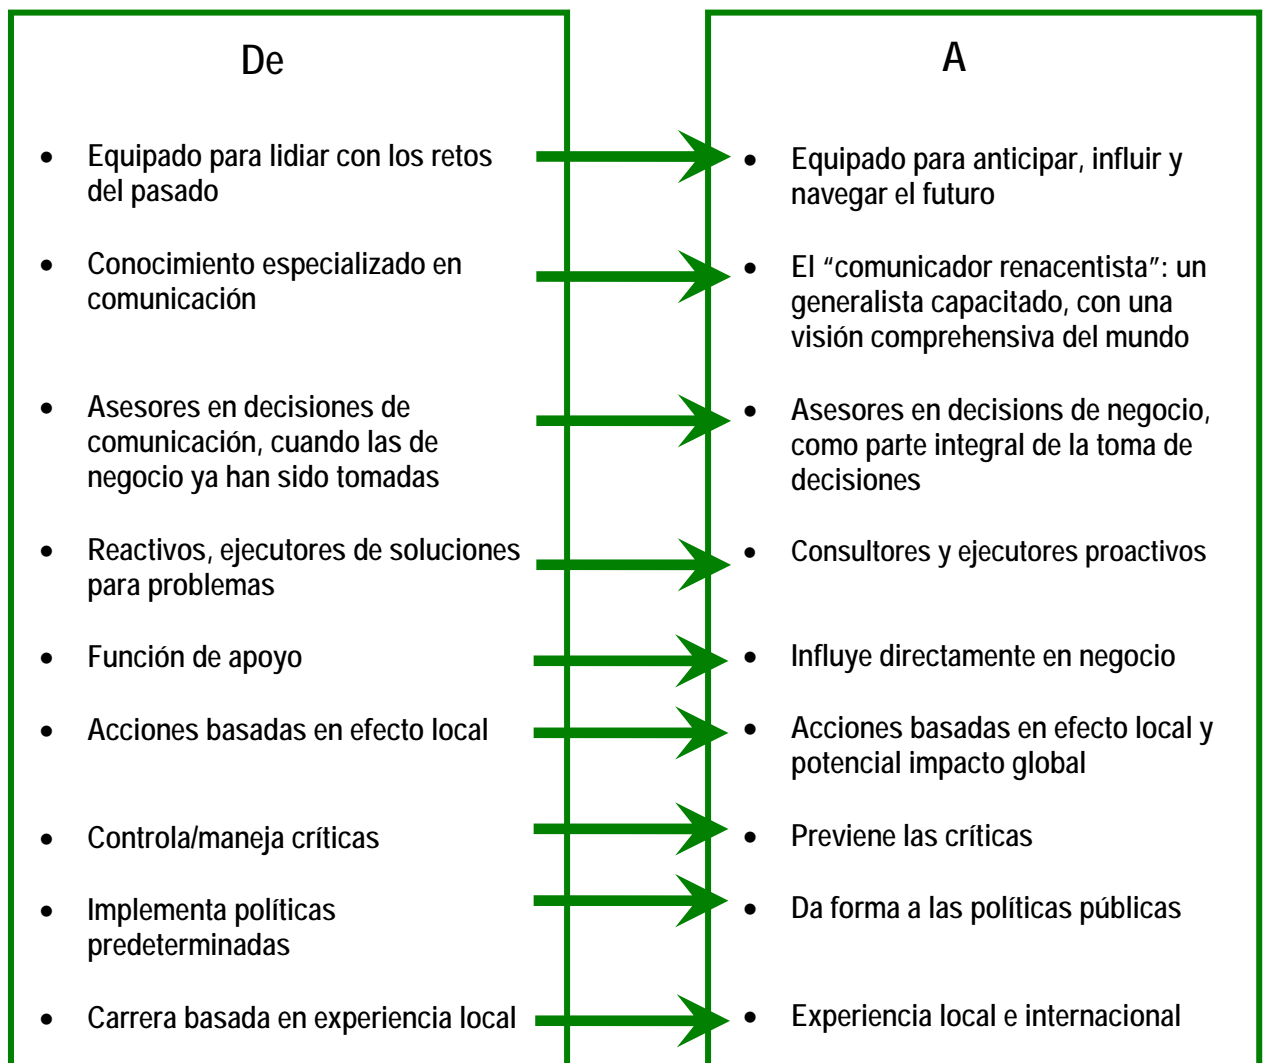 De
• Equipado para lidiar con los retos
del pasado
• Conocimiento especializado en
comunicación
• Asesores en decisiones de
comunicación, cuando las de
negocio ya han sido tomadas
• Reactivos, ejecutores de soluciones
para problemas
• Función de apoyo
• Acciones basadas en efecto local
• Controla/maneja críticas
• Implementa políticas
predeterminadas
• Carrera basada en experiencia local
A
• Equipado para anticipar, influir y
navegar el futuro
• El “comunicador renacentista”: un
generalista capacitado, con una
visión comprehensiva del mundo
• Asesores en decisions de negocio,
como parte integral de la toma de
decisiones
• Consultores y ejecutores proactivos
• Influye directamente en negocio
• Acciones basadas en efecto local y
potencial impacto global
• Previene las críticas
• Da forma a las políticas públicas
• Experiencia local e internacional